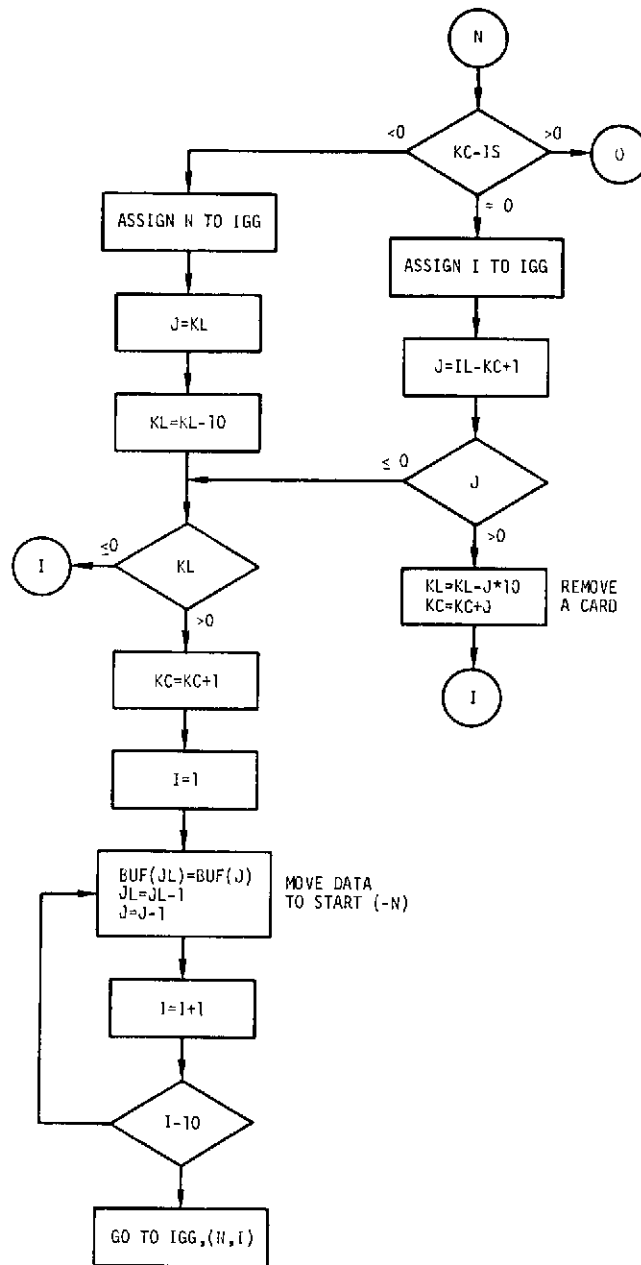 N
<0
KC-IS
>0
O
= 0
ASSIGN N TO IGG
ASSIGN I TO IGG
J=KL
J=IL-KC+1
KL=KL-10
≤ 0
J
>0
≤0
I
KL
>0
KL=KL-J*10
KC=KC+J
REMOVE
A CARD
KC=KC+1
I
I=1
BUF(JL)=BUF(J)
JL=JL-1
J=J-1
MOVE DATA
TO START (-N)
I=I+1
I-10
GO TO IGG,(N,I)